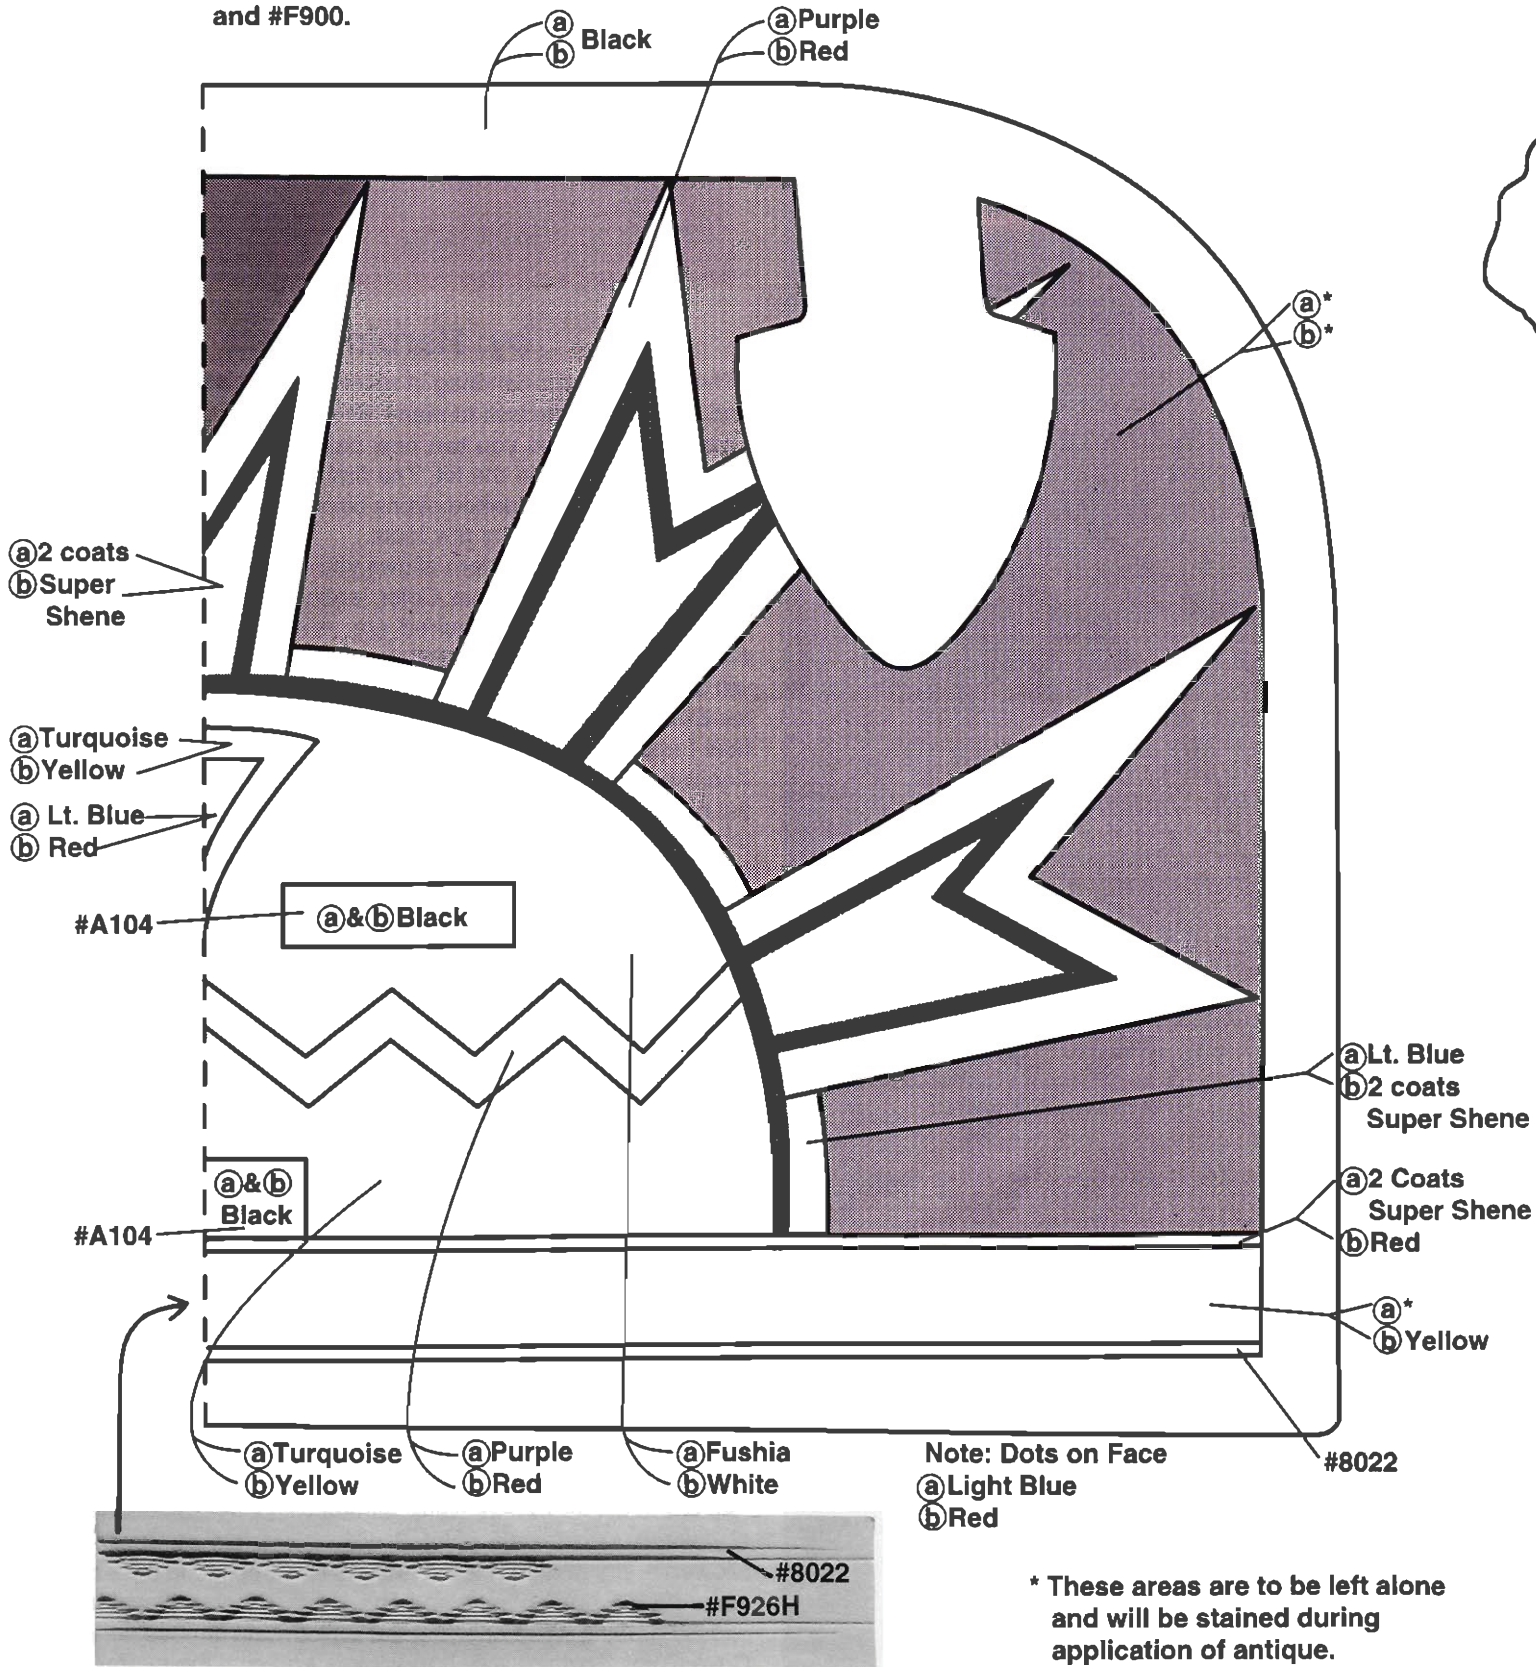 and #F900.
ⓐ
ⓑ Black
ⓐPurple
ⓑRed
ⓐ*
ⓑ*
ⓐ2 coats
ⓑSuper
Shene
ⓐTurquoise
ⓑYellow
ⓐ Lt. Blue
ⓑ Red
#A104
ⓐ&ⓑBlack
ⓐLt. Blue
ⓑ2 coats
Super Shene
ⓐ&ⓑ
Black
#A104
ⓐ2 Coats
Super Shene
ⓑRed
ⓐ*
ⓑYellow
ⓐTurquoise
ⓑYellow
ⓐPurple
ⓑRed
ⓐFushia
ⓑWhite
Note: Dots on Face
ⓐLight Blue
ⓑRed
#8022
#8022
#F926H
* These areas are to be left alone
and will be stained during
application of antique.